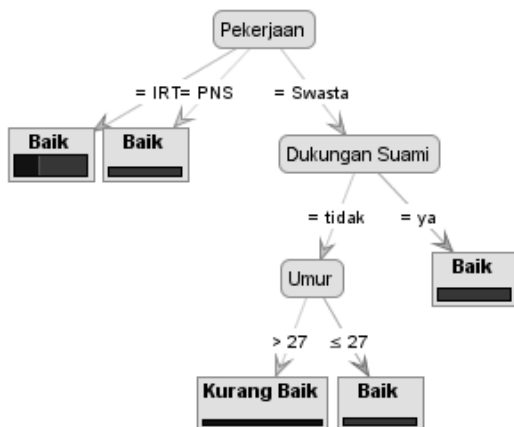 Pekerjaan
= IRT= PNS = Swasta
Baik Baik
Dukungan Suami
= tidak = ya
Umur Baik
> 27 ≤ 27
Kurang Baik Baik